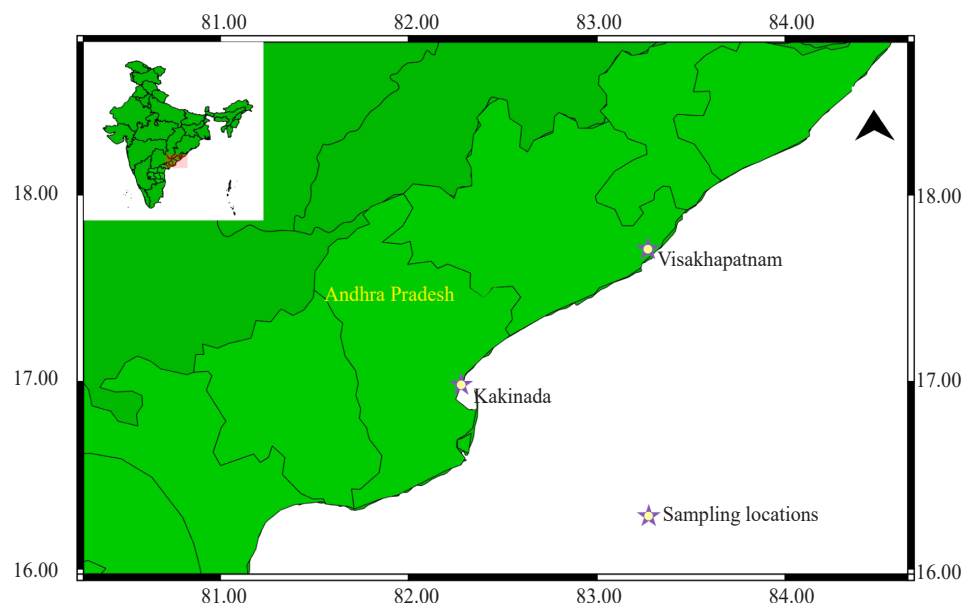 81.00 82.00 83.00 84.00
18.00 18.00
Visakhapatnam
Andhra Pradesh
17.00 17.00
Kakinada
Sampling locations
16.00 16.00
81.00 82.00 83.00 84.00